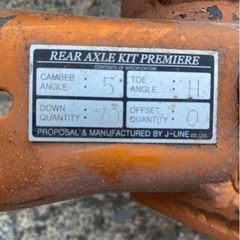 REAR AXLE KIT PREMIERE
CONTENTS OF SPECIFICATION
CAMBEB ANGLE : 5°
TOE ANGLE : H
DOWN QUANTITY : 70
OFFSET QUANTITY : 0
PROPOSAL & MANUFACTURED BY J-LINE CO.,LTD.